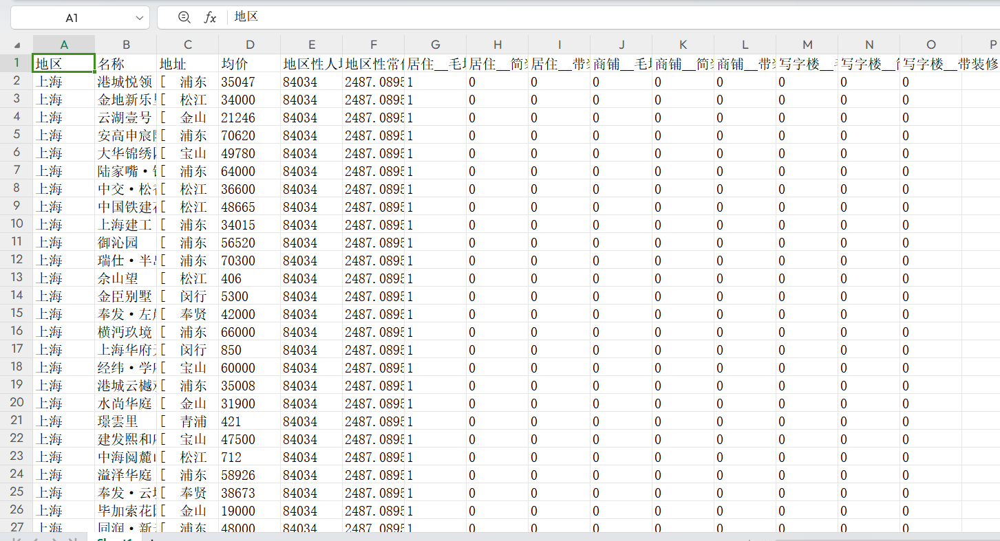 A1 fx 地区
A B C D E F G H I J K L M N O P
1 地区 名称 地址 均价 地区性人 地区性常 居住__毛 居住__简 居住__带 商铺__毛 商铺__简 商铺__带 写字楼__ 写字楼__ 写字楼__带装修
2 上海 港城悦领 [ 浦东 35047 84034 2487.0895 1 0 0 0 0 0 0 0 0
3 上海 金地新乐 [ 松江 34000 84034 2487.0895 1 0 0 0 0 0 0 0 0
4 上海 云湖壹号 [ 金山 21246 84034 2487.0895 1 0 0 0 0 0 0 0 0
5 上海 安高申宸 [ 浦东 70620 84034 2487.0895 1 0 0 0 0 0 0 0 0
6 上海 大华锦绣 [ 宝山 49780 84034 2487.0895 1 0 0 0 0 0 0 0 0
7 上海 陆家嘴· [ 浦东 64000 84034 2487.0895 1 0 0 0 0 0 0 0 0
8 上海 中交·松 [ 松江 36600 84034 2487.0895 1 0 0 0 0 0 0 0 0
9 上海 中国铁建 [ 松江 48665 84034 2487.0895 1 0 0 0 0 0 0 0 0
10 上海 上海建工 [ 浦东 34015 84034 2487.0895 1 0 0 0 0 0 0 0 0
11 上海 御沁园 [ 浦东 56520 84034 2487.0895 1 0 0 0 0 0 0 0 0
12 上海 瑞仕·半 [ 浦东 70300 84034 2487.0895 1 0 0 0 0 0 0 0 0
13 上海 佘山望 [ 松江 406 84034 2487.0895 1 0 0 0 0 0 0 0 0
14 上海 金臣别墅 [ 闵行 5300 84034 2487.0895 1 0 0 0 0 0 0 0 0
15 上海 奉发·左 [ 奉贤 42000 84034 2487.0895 1 0 0 0 0 0 0 0 0
16 上海 横沔玖境 [ 浦东 66000 84034 2487.0895 1 0 0 0 0 0 0 0 0
17 上海 上海华府 [ 闵行 850 84034 2487.0895 1 0 0 0 0 0 0 0 0
18 上海 经纬·学 [ 宝山 60000 84034 2487.0895 1 0 0 0 0 0 0 0 0
19 上海 港城云樾 [ 浦东 35008 84034 2487.0895 1 0 0 0 0 0 0 0 0
20 上海 水尚华庭 [ 金山 31900 84034 2487.0895 1 0 0 0 0 0 0 0 0
21 上海 璟雲里 [ 青浦 421 84034 2487.0895 1 0 0 0 0 0 0 0 0
22 上海 建发熙和 [ 宝山 47500 84034 2487.0895 1 0 0 0 0 0 0 0 0
23 上海 中海阅麓 [ 松江 712 84034 2487.0895 1 0 0 0 0 0 0 0 0
24 上海 溢泽华庭 [ 浦东 58926 84034 2487.0895 1 0 0 0 0 0 0 0 0
25 上海 奉发·云 [ 奉贤 38673 84034 2487.0895 1 0 0 0 0 0 0 0 0
26 上海 毕加索花 [ 金山 19000 84034 2487.0895 1 0 0 0 0 0 0 0 0
27 上海 同润·新 [ 浦东 48000 84034 2487.0895 1 0 0 0 0 0 0 0 0
Sheet1